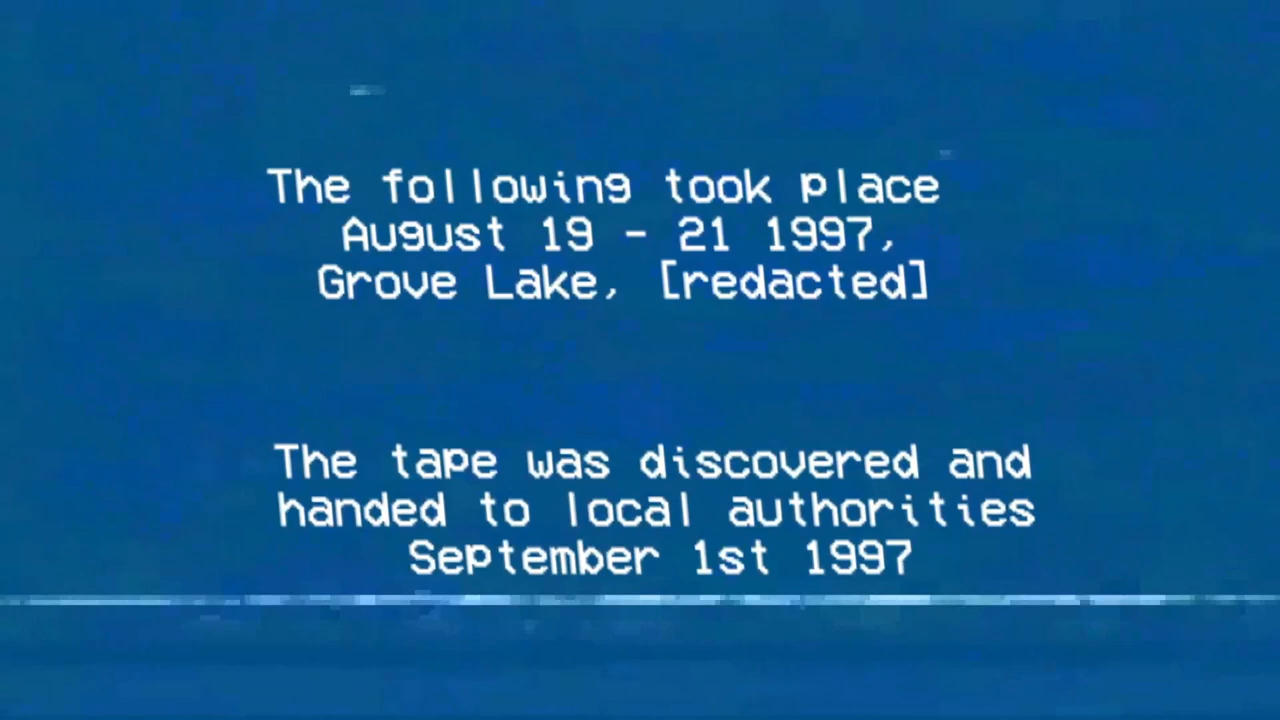 The following took place
August 19 - 21 1997,
Grove Lake, [redacted]
The tape was discovered and
handed to local authorities
September 1st 1997